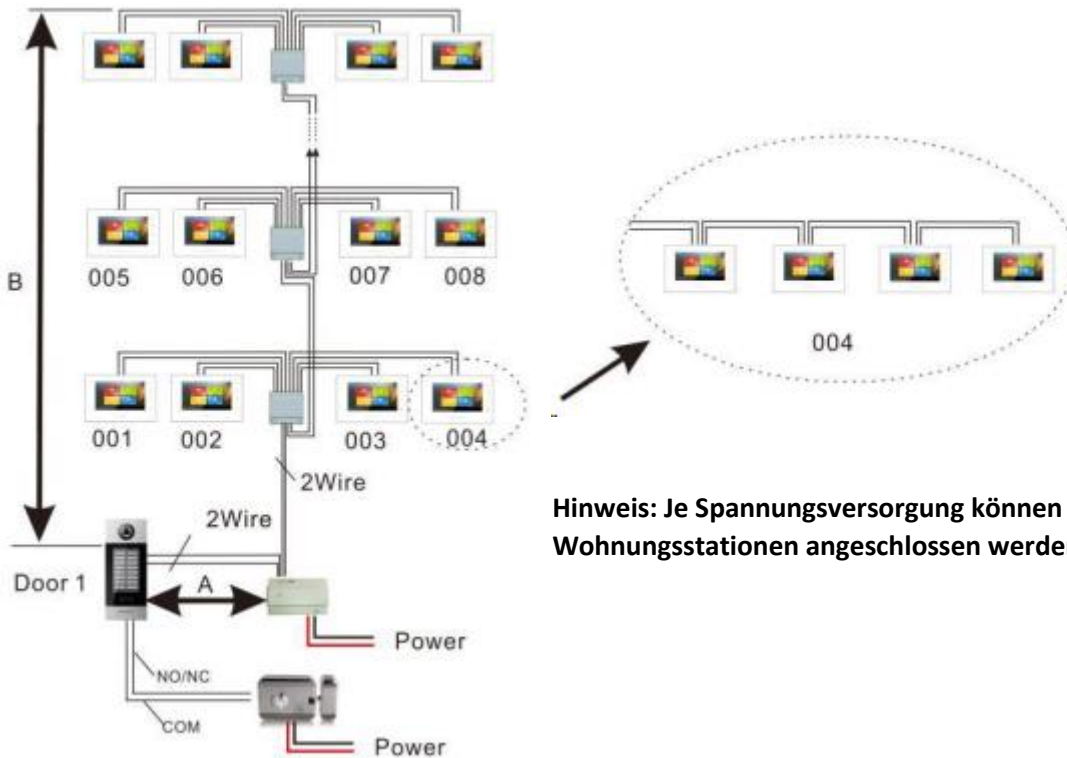 B
005
006
007
008
001
002
003
004
2Wire
2Wire
Door 1
A
Power
NO/NC
COM
Power
004
Hinweis: Je Spannungsversorgung können
Wohnungsstationen angeschlossen